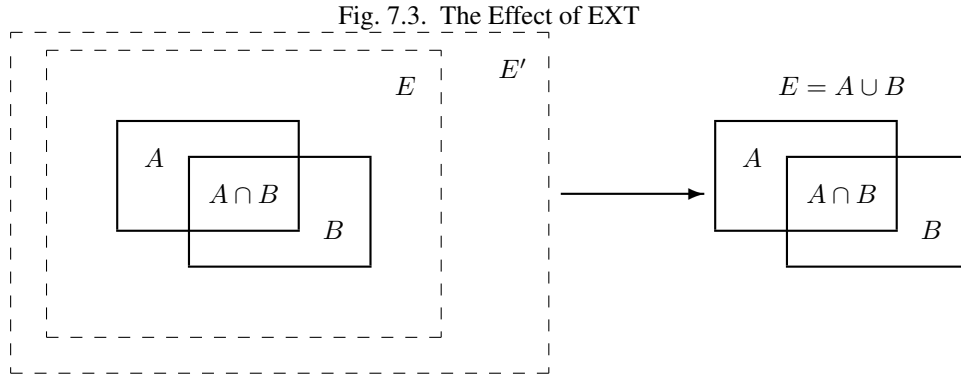 Fig. 7.3. The Effect of EXT
E′
E
E = A ∪ B
A
A
A ∩ B
A ∩ B
B
B